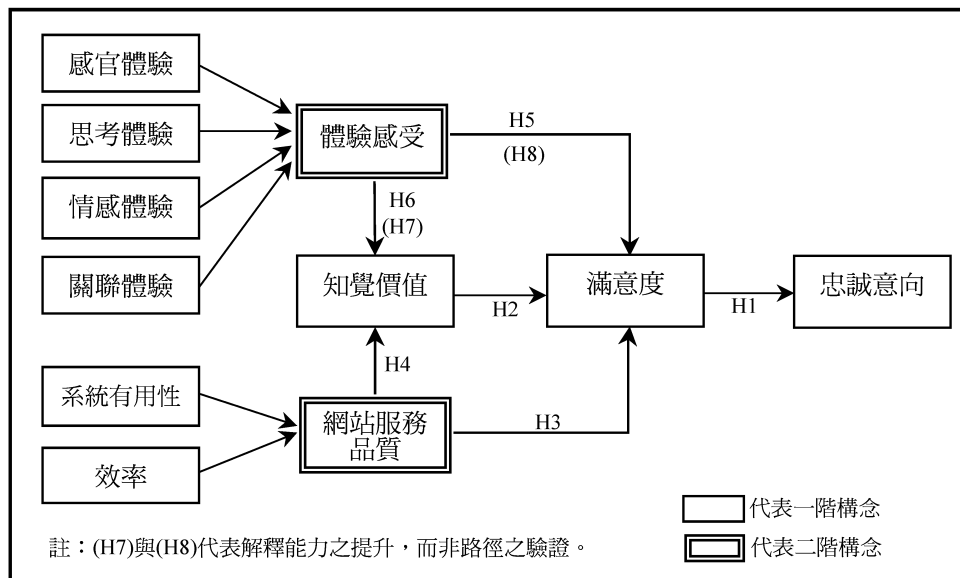 感官體驗
思考體驗
情感體驗
關聯體驗
體驗感受
H5
(H8)
H6
(H7)
知覺價值
H2
滿意度
H1
忠誠意向
H4
系統有用性
效率
網站服務
品質
H3
代表一階構念
代表二階構念
註：(H7)與(H8)代表解釋能力之提升，而非路徑之驗證。